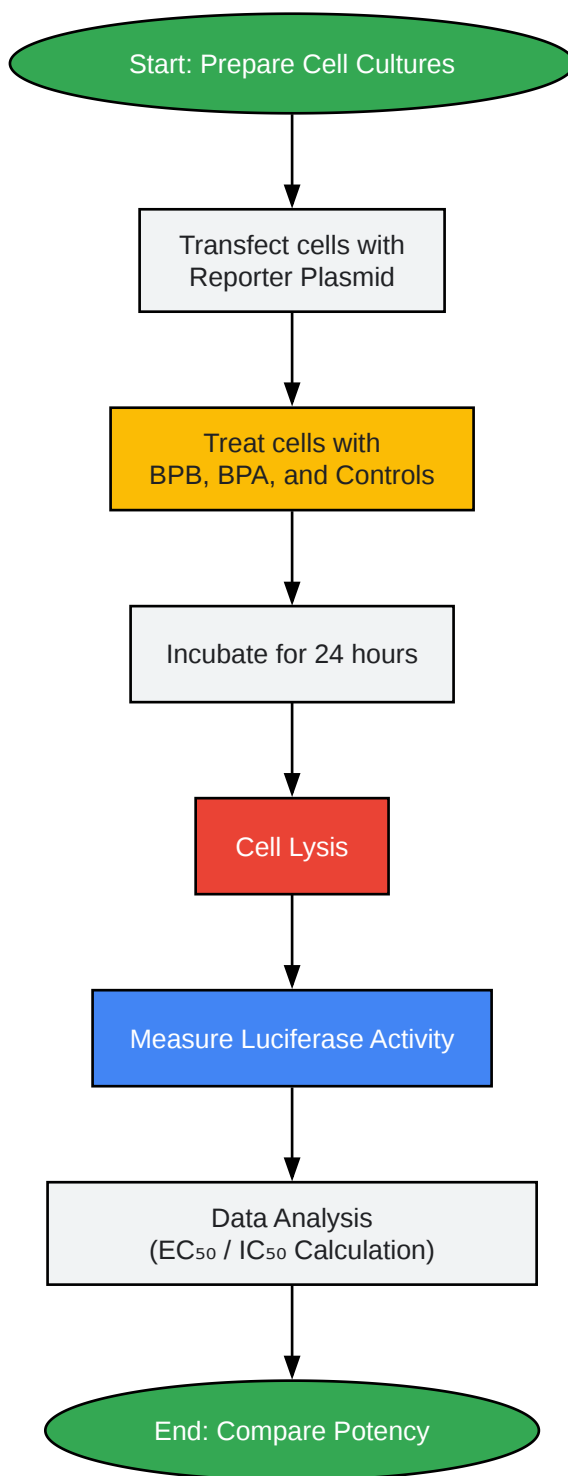 Start: Prepare Cell Cultures
Transfect cells with
Reporter Plasmid
Treat cells with
BPB, BPA, and Controls
Incubate for 24 hours
Cell Lysis
Measure Luciferase Activity
Data Analysis
(EC₅₀ / IC₅₀ Calculation)
End: Compare Potency